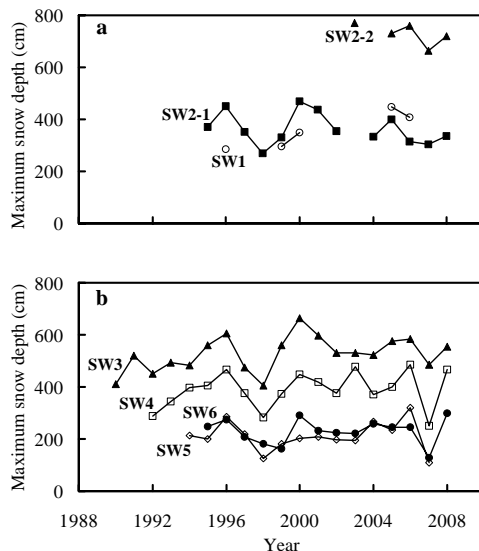 a
Maximum snow depth (cm)
800
600
400
200
0
SW2-2
SW2-1
SW1
b
Maximum snow depth (cm)
800
600
400
200
0
SW3
SW4
SW6
SW5
1988 1992 1996 2000 2004 2008
Year